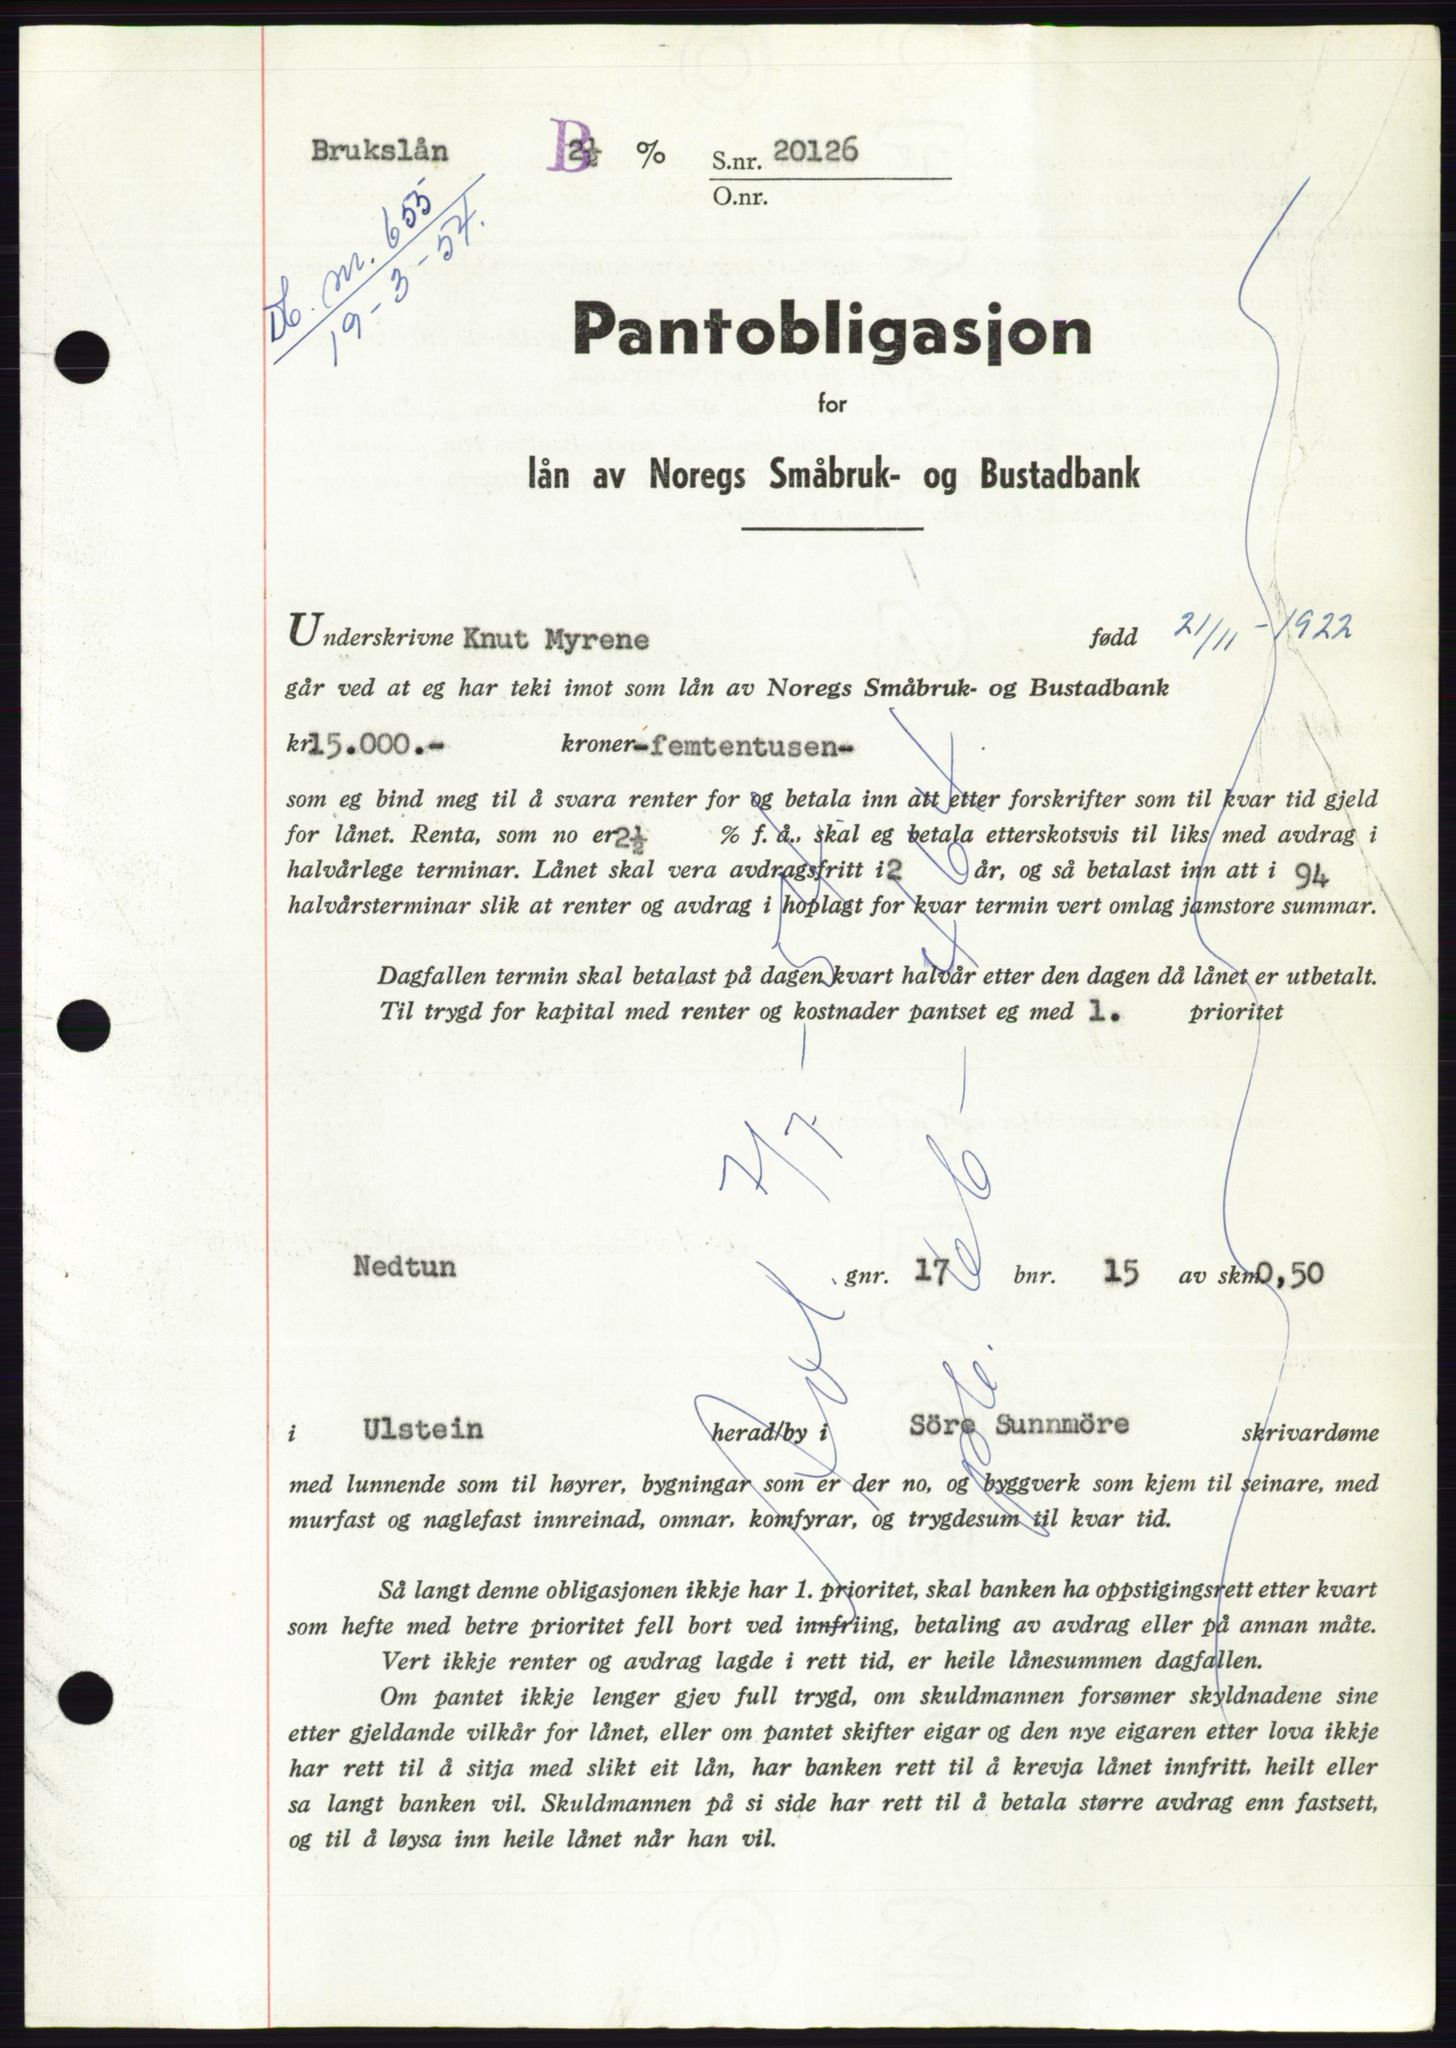 Brukslån B 2½ % S.nr. 20126
O.nr.
Db. nr. 655
19-3-57.
Pantobligasjon
for
lån av Noregs Småbruk- og Bustadbank
Underskrivne Knut Myrene fødd 21/11-1922
går ved at eg har teki imot som lån av Noregs Småbruk- og Bustadbank
kr 15.000.- kroner -femtentusen-
som eg bind meg til å svara renter for og betala inn att etter forskrifter som til kvar tid gjeld
for lånet. Renta, som no er 2½ % f. å., skal eg betala etterskotsvis til liks med avdrag i
halvårlege terminar. Lånet skal vera avdragsfritt i 2 år, og så betalast inn att i 94
halvårsterminar slik at renter og avdrag i hoplagt for kvar termin vert omlag jamstore summar.
Dagfallen termin skal betalast på dagen kvart halvår etter den dagen då lånet er utbetalt.
Til trygd for kapital med renter og kostnader pantset eg med 1. prioritet
Nedtun gnr. 17 bnr. 15 av skm 0,50
i Ulstein herad/by i Söre Sunnmöre skrivardøme
med lunnende som til høyrer, bygningar som er der no, og byggverk som kjem til seinare, med
murfast og naglefast innreinad, omnar, komfyrar, og trygdesum til kvar tid.
Så langt denne obligasjonen ikkje har 1. prioritet, skal banken ha oppstigingsrett etter kvart
som hefte med betre prioritet fell bort ved innfriing, betaling av avdrag eller på annan måte.
Vert ikkje renter og avdrag lagde i rett tid, er heile lånesummen dagfallen.
Om pantet ikkje lenger gjev full trygd, om skuldmannen forsømer skyldnadene sine
etter gjeldande vilkår for lånet, eller om pantet skifter eigar og den nye eigaren etter lova ikkje
har rett til å sitja med slikt eit lån, har banken rett til å krevja lånet innfritt, heilt eller
sa langt banken vil. Skuldmannen på si side har rett til å betala større avdrag enn fastsett,
og til å løysa inn heile lånet når han vil.